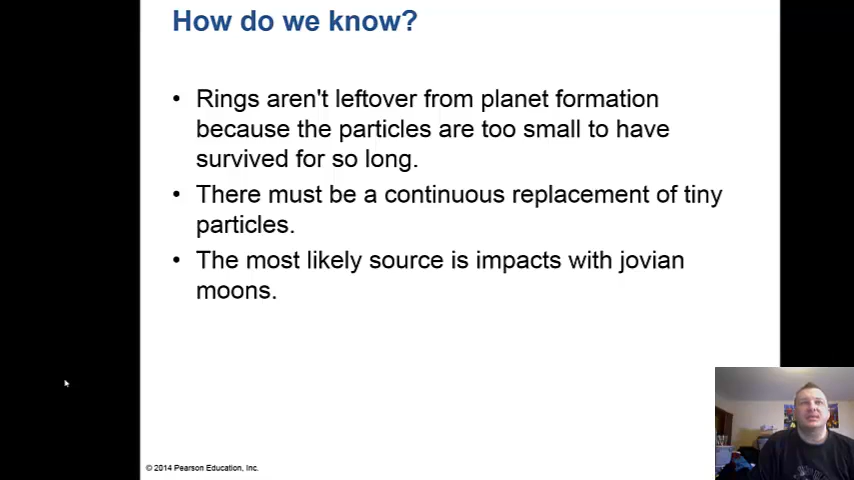 How do we know?
• Rings aren't leftover from planet formation
because the particles are too small to have
survived for so long.
• There must be a continuous replacement of tiny
particles.
• The most likely source is impacts with jovian
moons.
© 2014 Pearson Education, Inc.